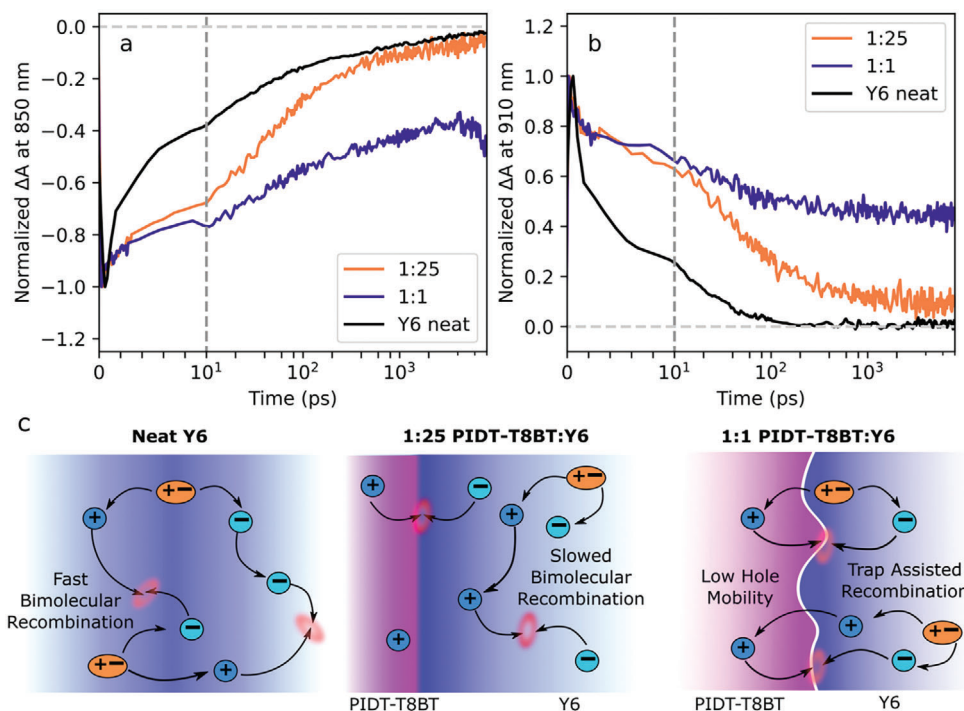 a
Normalized ΔA at 850 nm
0.0
−0.2
−0.4
−0.6
−0.8
−1.0
−1.2
0
10¹
10²
10³
Time (ps)
1:25
1:1
Y6 neat
b
Normalized ΔA at 910 nm
1.2
1.0
0.8
0.6
0.4
0.2
0.0
0
10¹
10²
10³
Time (ps)
1:25
1:1
Y6 neat
c
Neat Y6
+−
+
−
−
Fast
Bimolecular
Recombination
−
+−
+
1:25 PIDT-T8BT:Y6
+
−
+−
+
−
Slowed
Bimolecular
Recombination
+
+
−
PIDT-T8BT
Y6
1:1 PIDT-T8BT:Y6
+−
+
−
Low Hole
Mobility
Trap Assisted
Recombination
+
+−
+
−
PIDT-T8BT
Y6